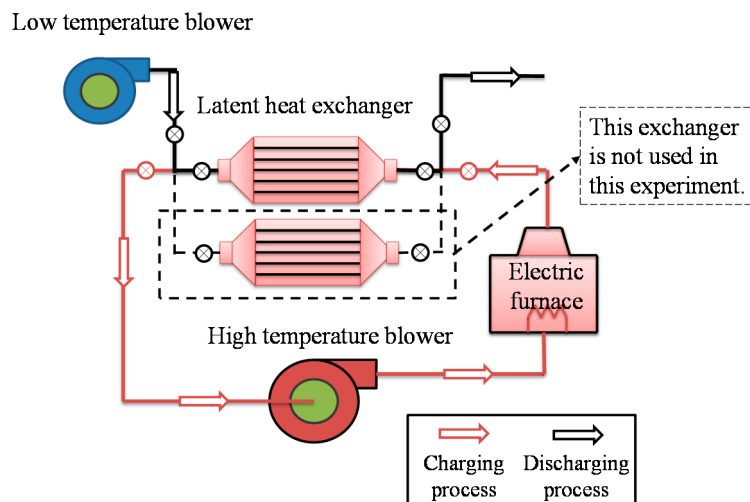 Low temperature blower
Latent heat exchanger
This exchanger
is not used in
this experiment.
Electric
furnace
High temperature blower
Charging
process
Discharging
process